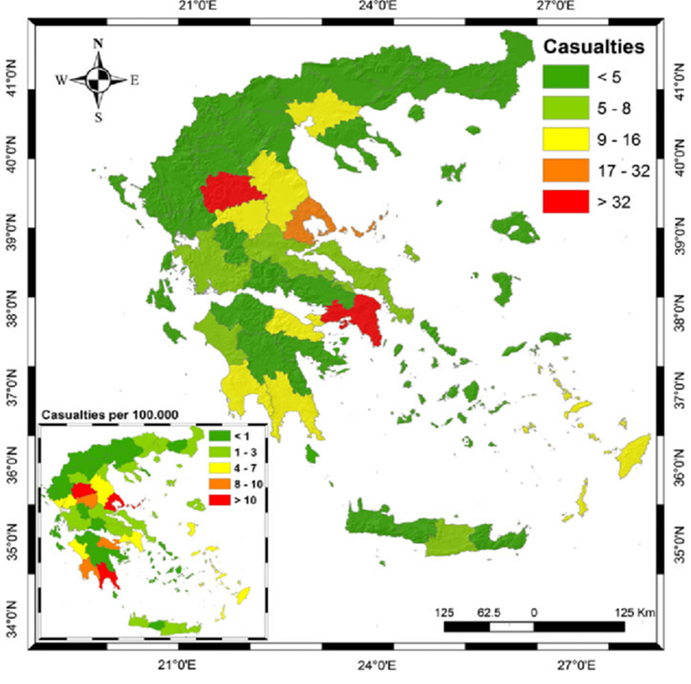 21°0'E 24°0'E 27°0'E
N
W E
S
Casualties
< 5
5 - 8
9 - 16
17 - 32
> 32
41°0'N 41°0'N
40°0'N 40°0'N
39°0'N 39°0'N
38°0'N 38°0'N
37°0'N 37°0'N
36°0'N 36°0'N
35°0'N 35°0'N
34°0'N 34°0'N
Casualties per 100.000
< 1
1 - 3
4 - 7
8 - 10
> 10
125 62.5 0 125 Km
21°0'E 24°0'E 27°0'E